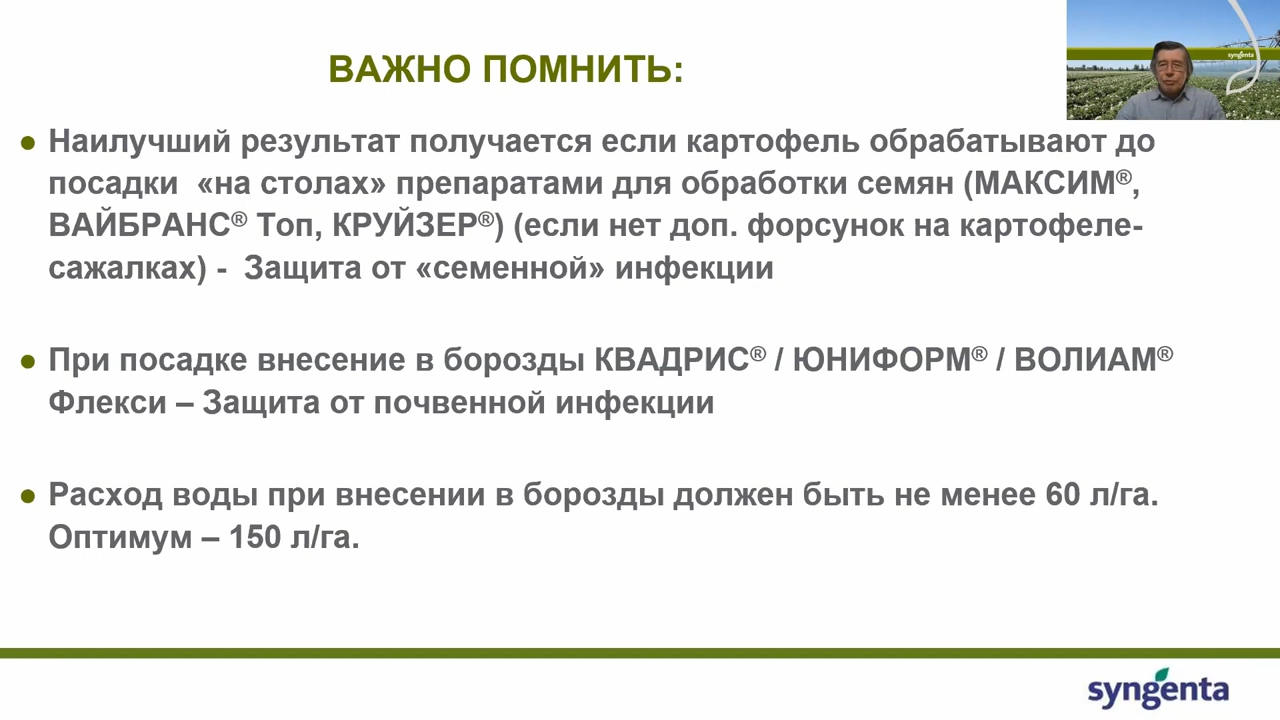 ВАЖНО ПОМНИТЬ:
syngenta
● Наилучший результат получается если картофель обрабатывают до
посадки «на столах» препаратами для обработки семян (МАКСИМ®,
ВАЙБРАНС® Топ, КРУЙЗЕР®) (если нет доп. форсунок на картофеле-
сажалках) - Защита от «семенной» инфекции
● При посадке внесение в борозды КВАДРИС® / ЮНИФОРМ® / ВОЛИАМ®
Флекси – Защита от почвенной инфекции
● Расход воды при внесении в борозды должен быть не менее 60 л/га.
Оптимум – 150 л/га.
syngenta